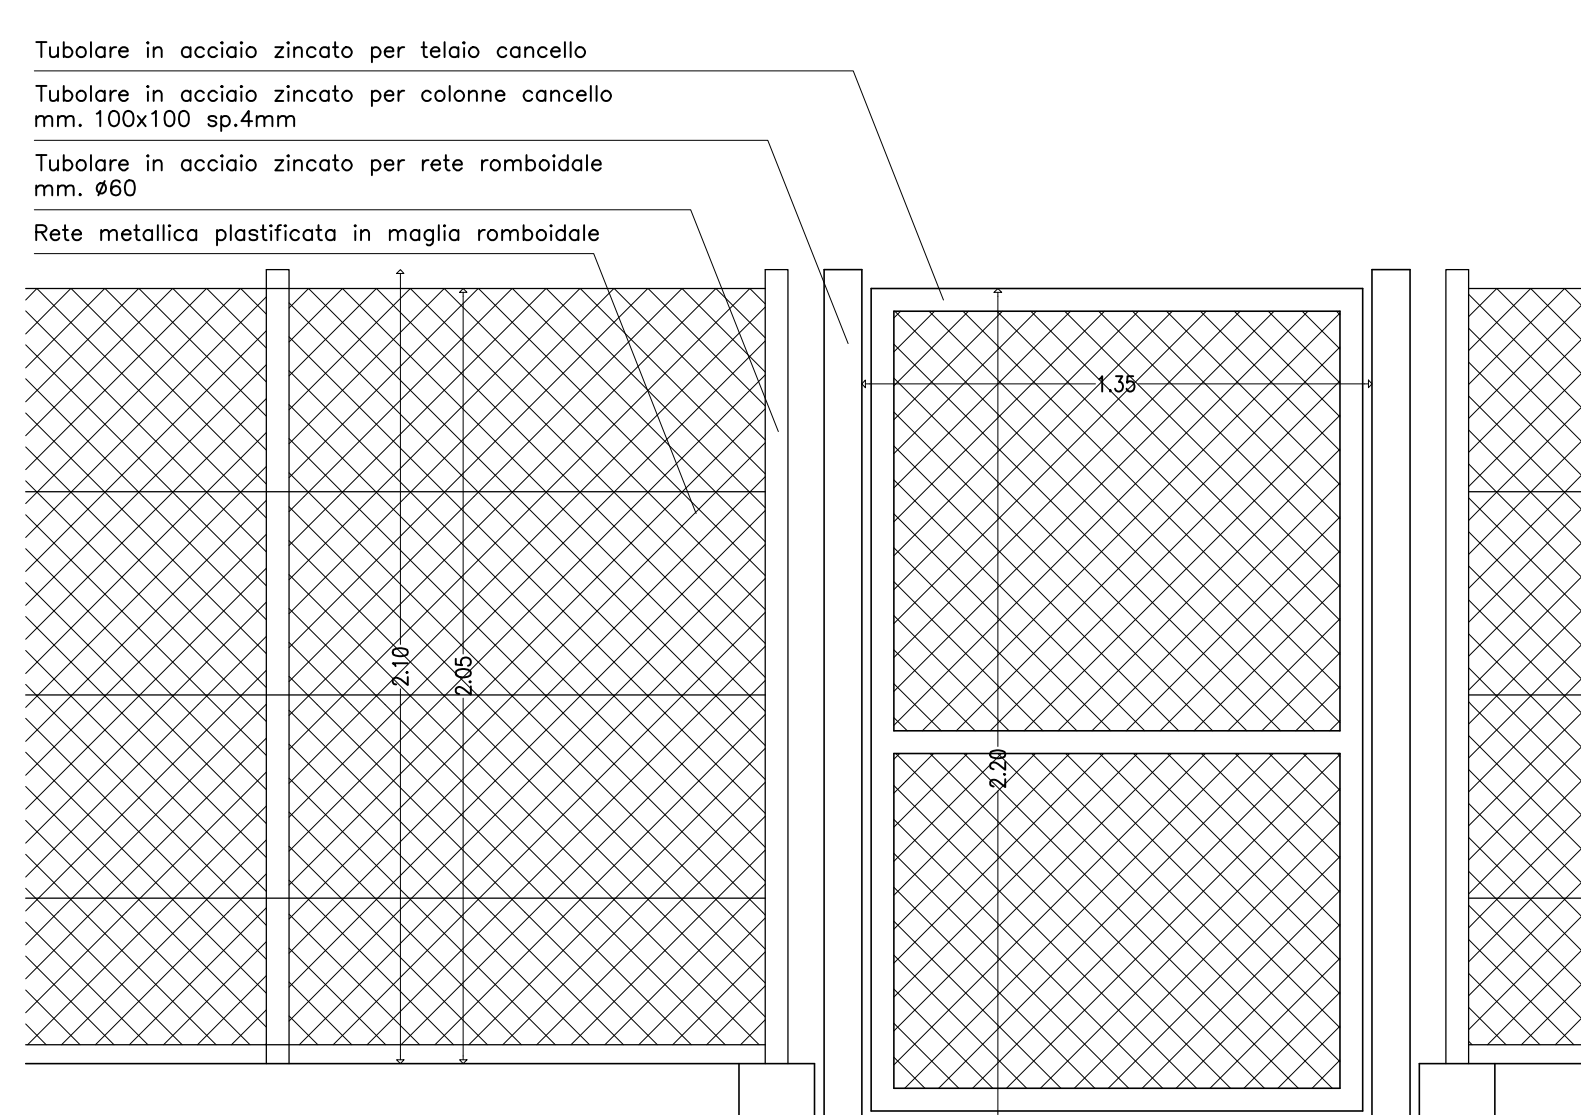 Tubolare in acciaio zincato per telaio cancello
Tubolare in acciaio zincato per colonne cancello
mm. 100x100 sp.4mm
Tubolare in acciaio zincato per rete romboidale
mm. Ø60
Rete metallica plastificata in maglia romboidale
1.35
2.10
2.05
2.20